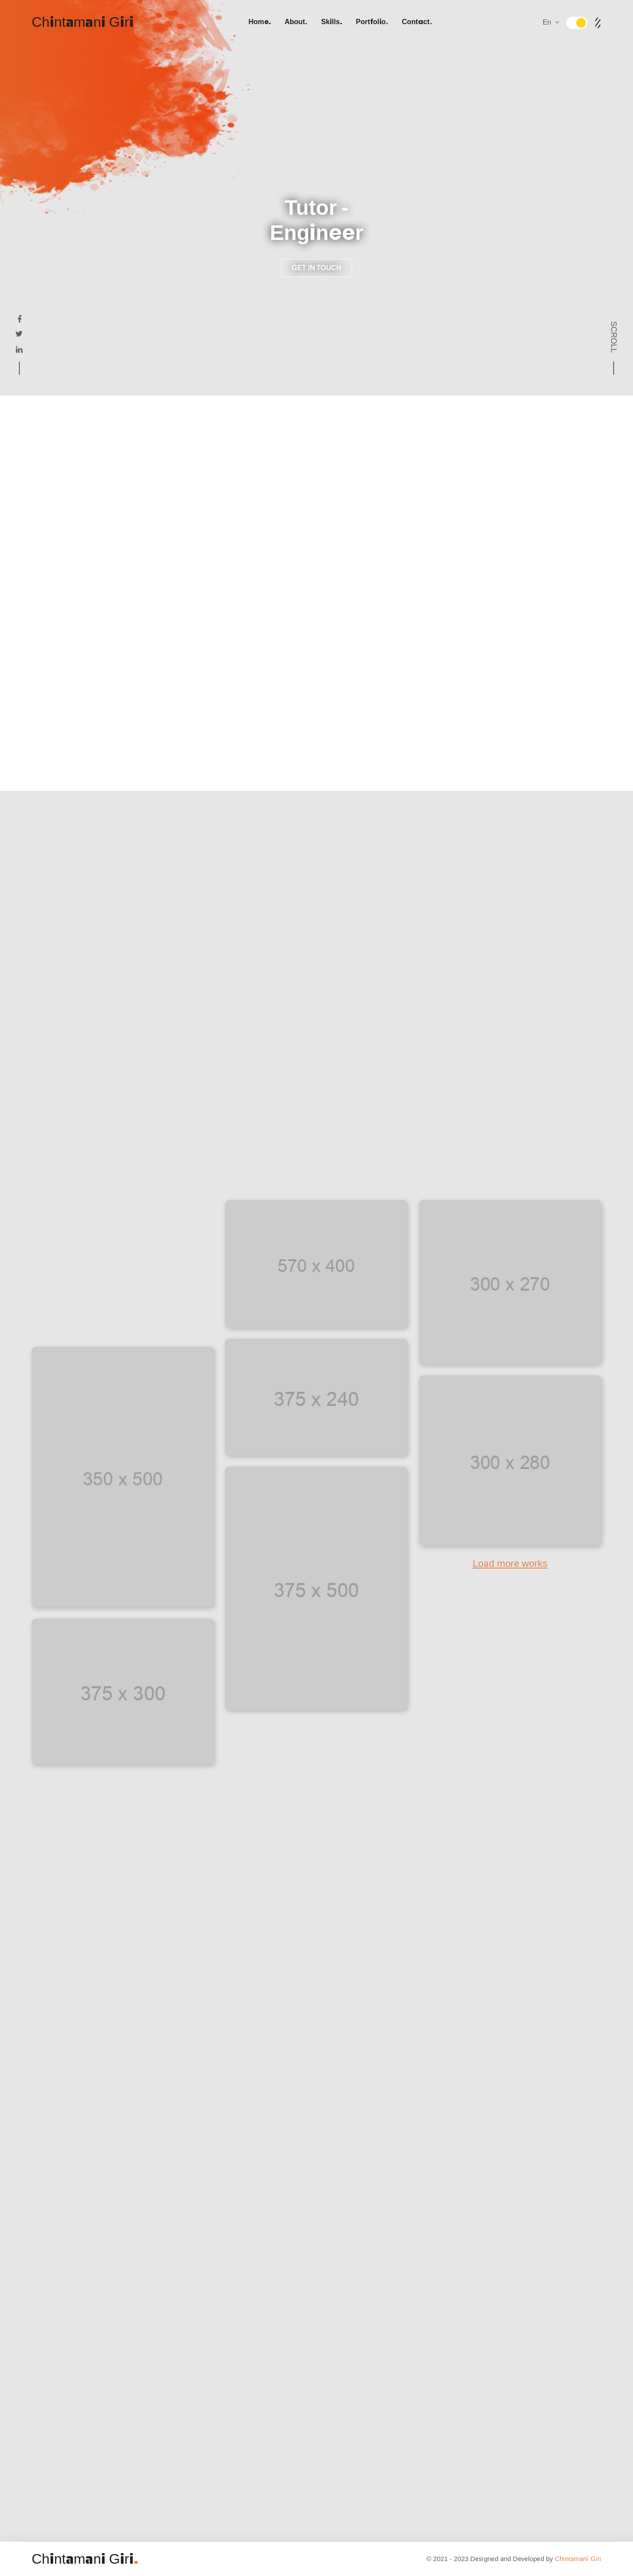 Chintamani Giri
Home. About. Skills. Portfolio. Contact.
En
Tutor -
Engineer
GET IN TOUCH
SCROLL
570 x 400
300 x 270
375 x 240
350 x 500
300 x 280
Load more works
375 x 500
375 x 300
Chintamani Giri.
© 2021 - 2023 Designed and Developed by Chintamani Giri